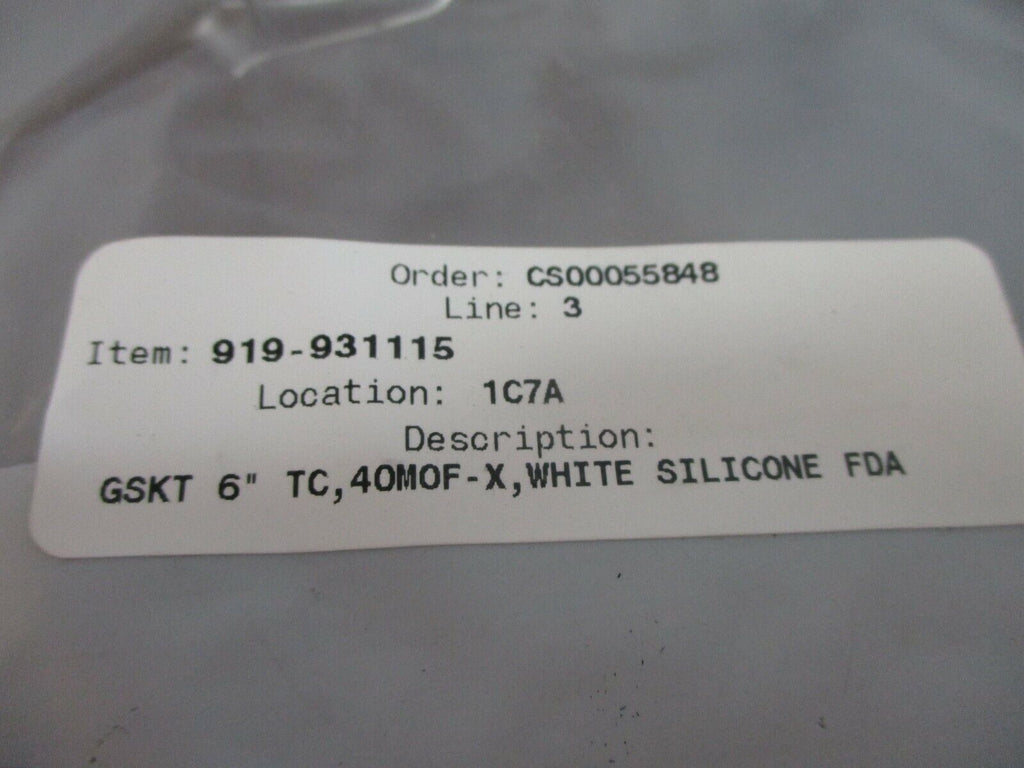 Order: CS00055848
Line: 3
Item: 919-931115
Location: 1C7A
Description:
GSKT 6" TC,40MOF-X,WHITE SILICONE FDA